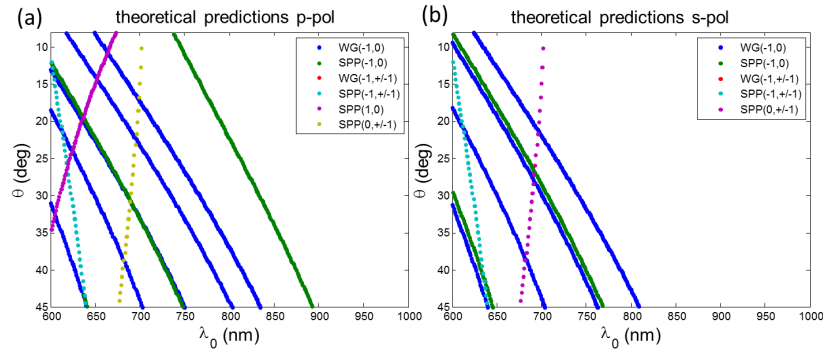 (a)
theoretical predictions p-pol
WG(-1,0)
SPP(-1,0)
WG(-1,+/-1)
SPP(-1,+/-1)
SPP(1,0)
SPP(0,+/-1)
10
15
20
25
30
35
40
45
θ (deg)
600
650
700
750
800
850
900
950
1000
λ0 (nm)
(b)
theoretical predictions s-pol
WG(-1,0)
SPP(-1,0)
WG(-1,+/-1)
SPP(-1,+/-1)
SPP(0,+/-1)
10
15
20
25
30
35
40
45
θ (deg)
600
650
700
750
800
850
900
950
1000
λ0 (nm)